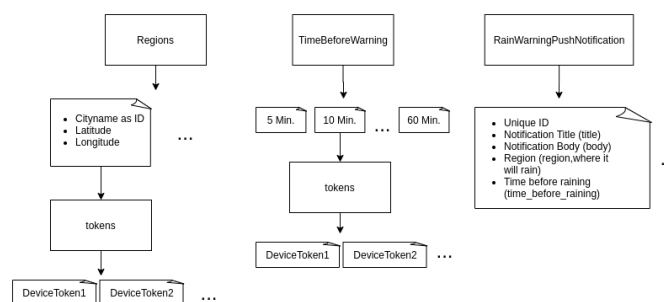 Regions
TimeBeforeWarning
RainWarningPushNotification
• Cityname as ID
• Latitude
• Longitude
...
5 Min.
10 Min.
...
60 Min.
• Unique ID
• Notification Title (title)
• Notification Body (body)
• Region (region,where it
will rain)
• Time before raining
(time_before_raining)
tokens
tokens
DeviceToken1
DeviceToken2
...
DeviceToken1
DeviceToken2
...